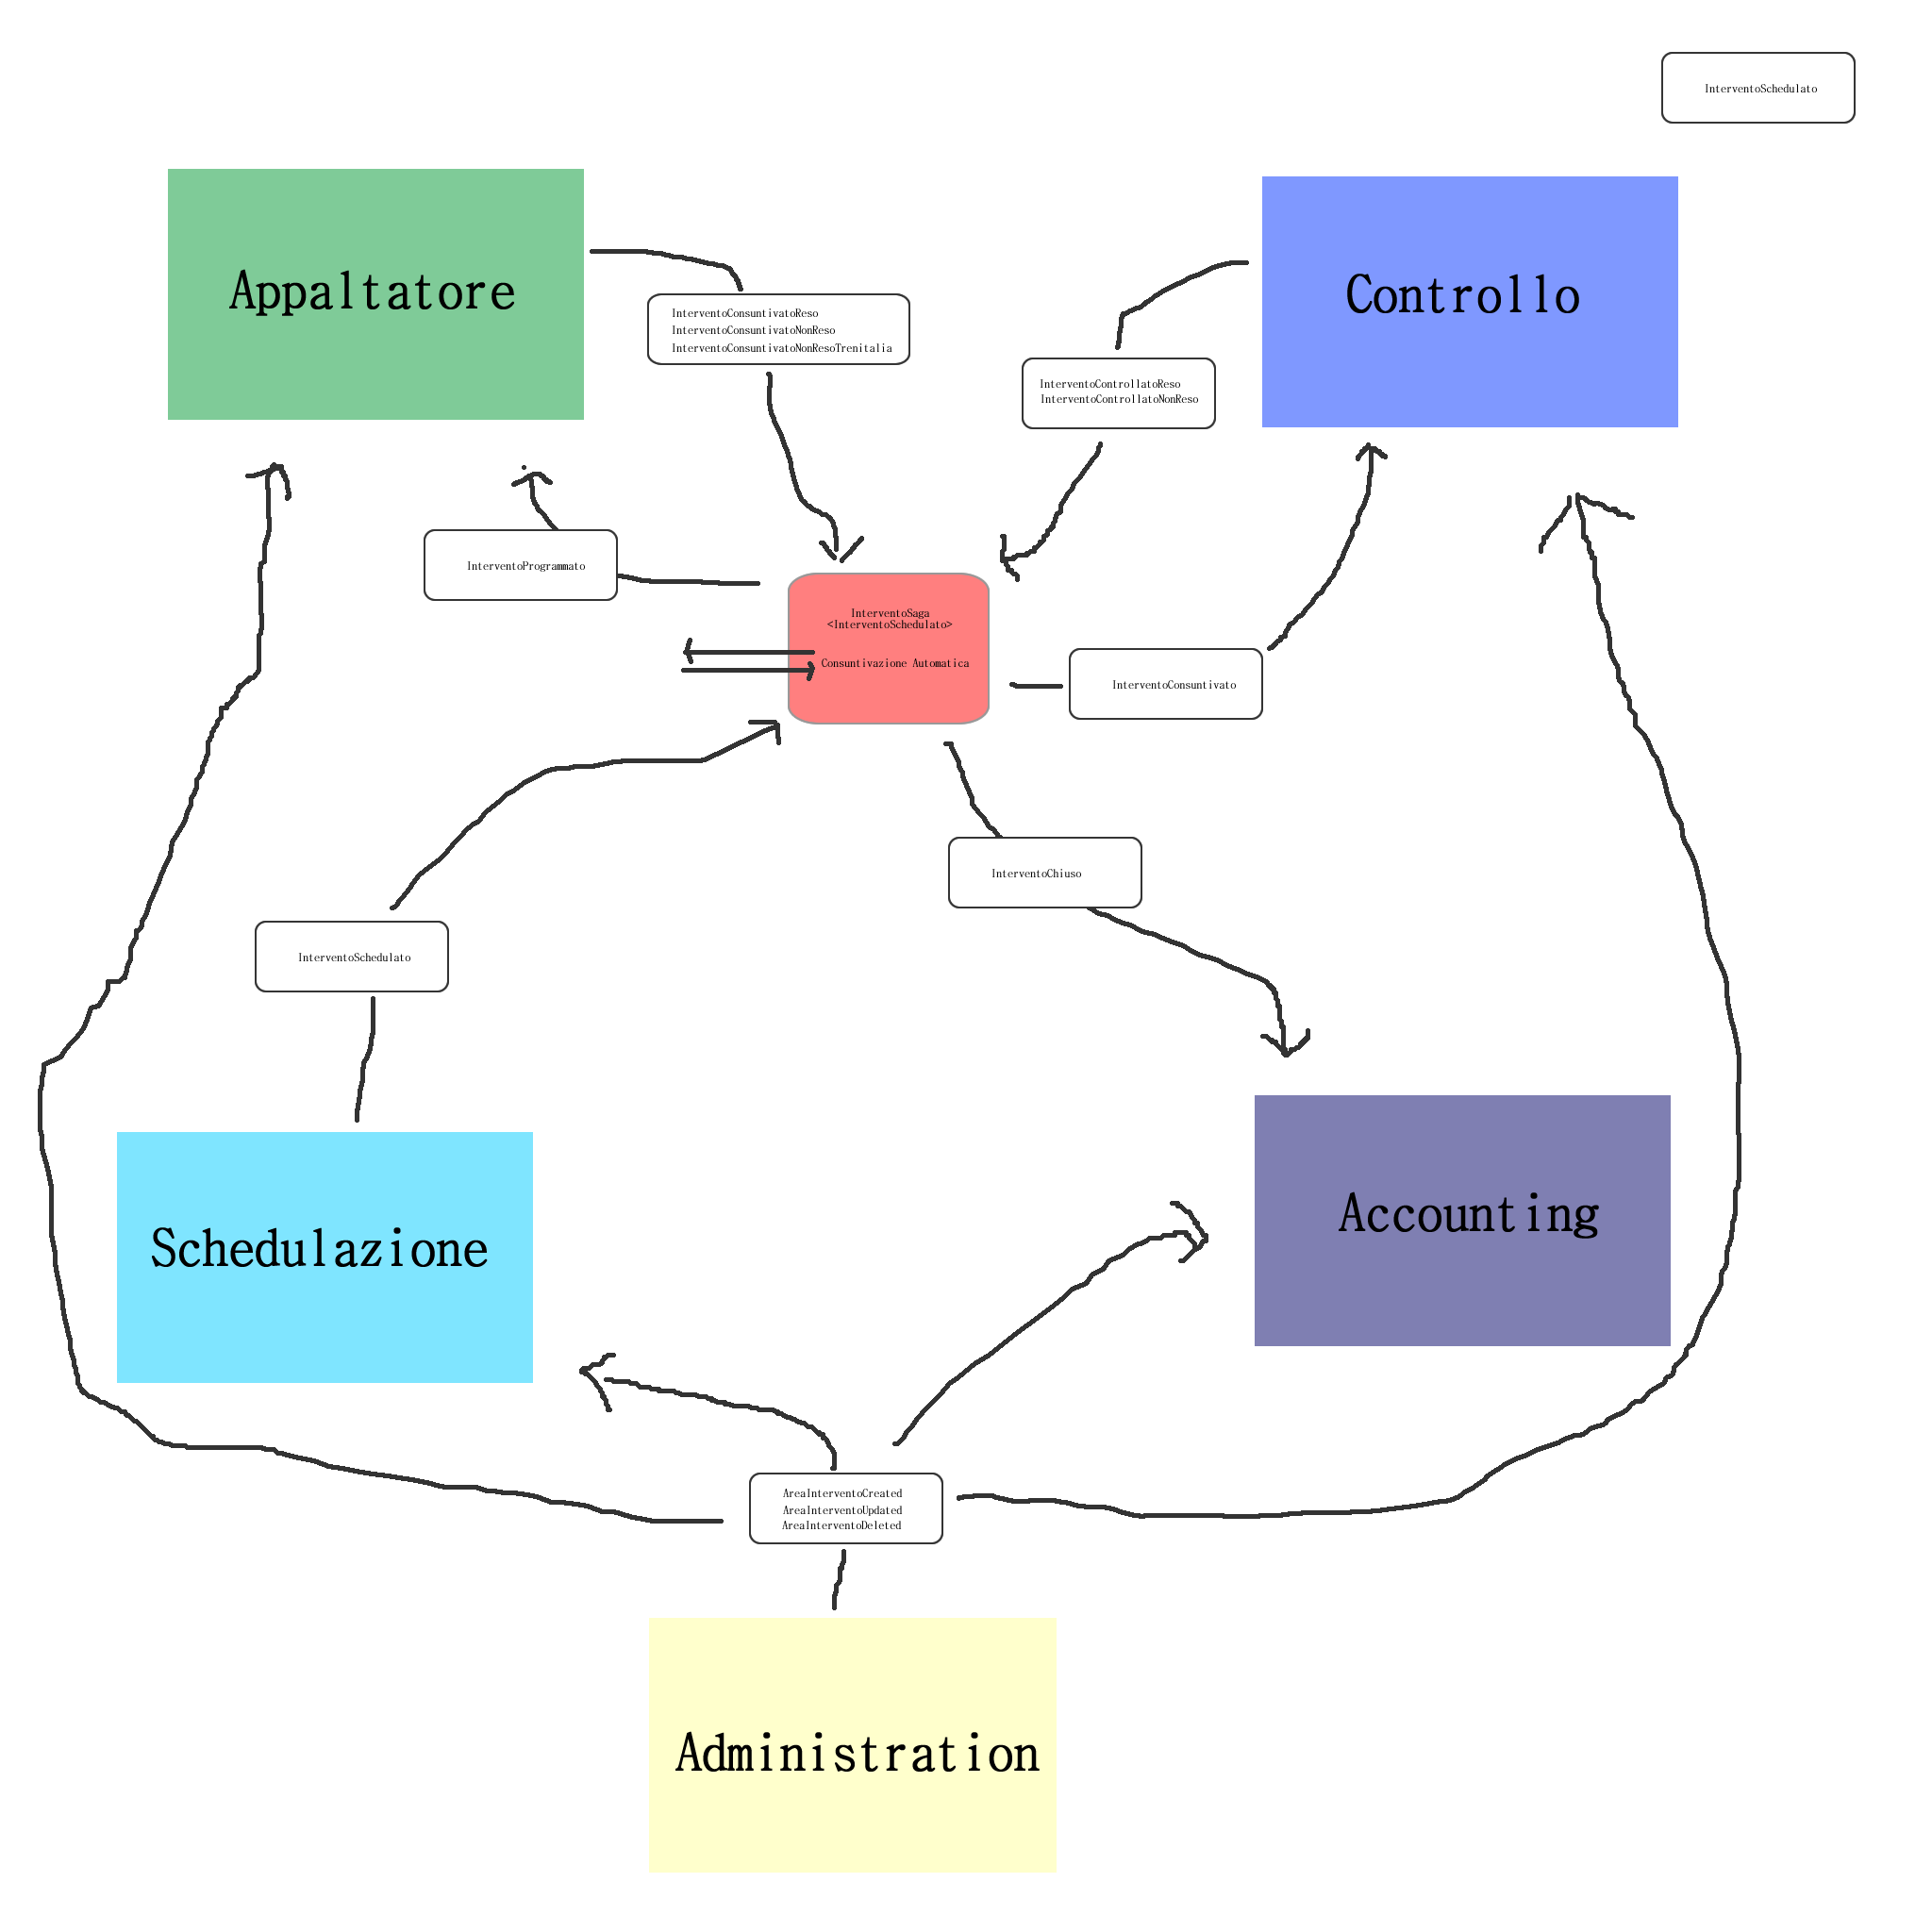 InterventoSchedulato
Appaltatore
Controllo
InterventoConsuntivatoReso
InterventoConsuntivatoNonReso
InterventoConsuntivatoNonResoTrenitalia
InterventoControllatoReso
InterventoControllatoNonReso
InterventoProgrammato
InterventoSaga
<InterventoSchedulato>
Consuntivazione Automatica
InterventoConsuntivato
InterventoChiuso
InterventoSchedulato
Schedulazione
Accounting
AreaInterventoCreated
AreaInterventoUpdated
AreaInterventoDeleted
Administration